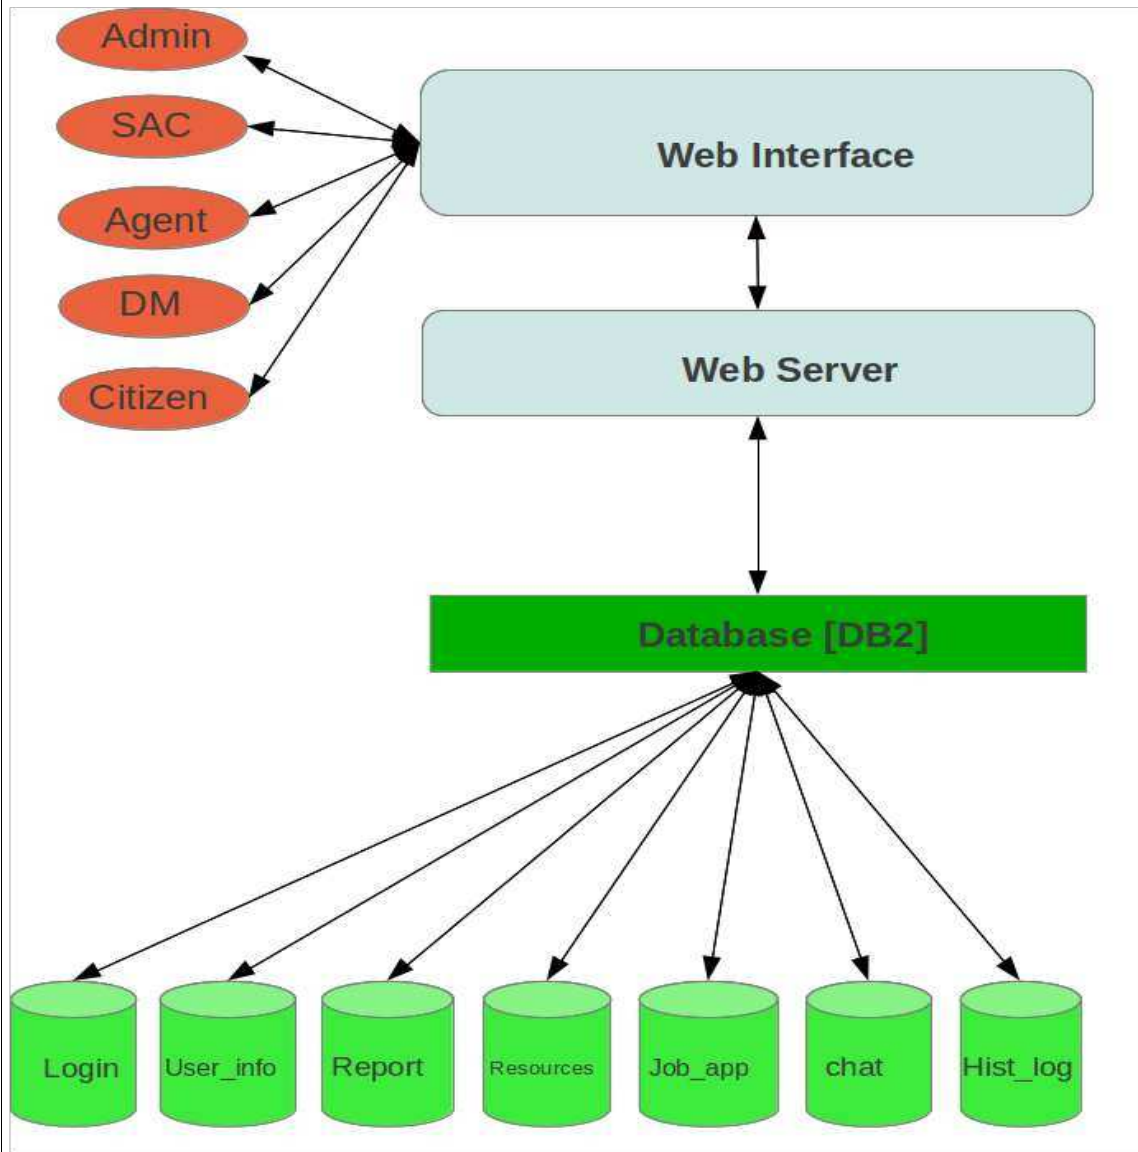 Admin
SAC
Agent
DM
Citizen
Web Interface
Web Server
Database [DB2]
Login
User_info
Report
Resources
Job_app
chat
Hist_log